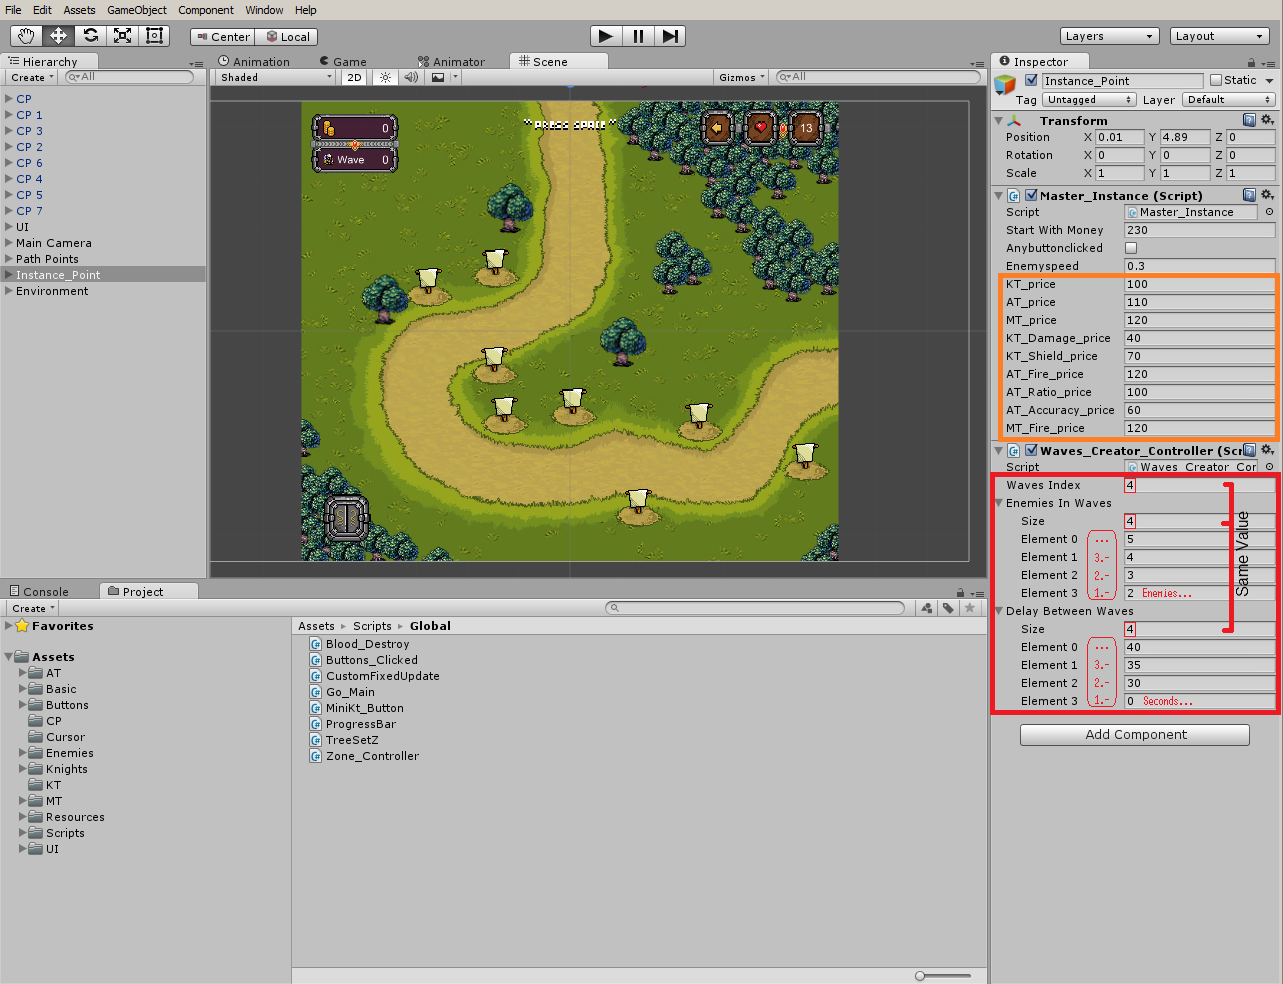 File Edit Assets GameObject Component Window Help
Center Local Layers Layout
Hierarchy
Create All
CP
CP 1
CP 3
CP 2
CP 6
CP 4
CP 5
CP 7
UI
Main Camera
Path Points
Instance_Point
Environment
Animation Game Animator Scene
Shaded 2D Gizmos All
0
Wave 0
"PRESS SPACE"
13
Inspector
Instance_Point Static
Tag Untagged Layer Default
Transform
Position X 0.01 Y 4.89 Z 0
Rotation X 0 Y 0 Z 0
Scale X 1 Y 1 Z 1
Master_Instance (Script)
Script Master_Instance
Start With Money 230
Anybuttonclicked
Enemyspeed 0.3
KT_price 100
AT_price 110
MT_price 120
KT_Damage_price 40
KT_Shield_price 70
AT_Fire_price 120
AT_Ratio_price 100
AT_Accuracy_price 60
MT_Fire_price 120
Waves_Creator_Controller (Scr
Script Waves_Creator_Cor
Waves Index 4
Enemies In Waves
Size 4
Element 0 ... 5
Element 1 3.- 4
Element 2 2.- 3
Element 3 1.- 2 Enemies...
Same Value
Delay Between Waves
Size 4
Element 0 ... 40
Element 1 3.- 35
Element 2 2.- 30
Element 3 1.- 0 Seconds...
Add Component
Console Project
Create
Favorites
Assets
AT
Basic
Buttons
CP
Cursor
Enemies
Knights
KT
MT
Resources
Scripts
UI
Assets Scripts Global
Blood_Destroy
Buttons_Clicked
CustomFixedUpdate
Go_Main
MiniKt_Button
ProgressBar
TreeSetZ
Zone_Controller